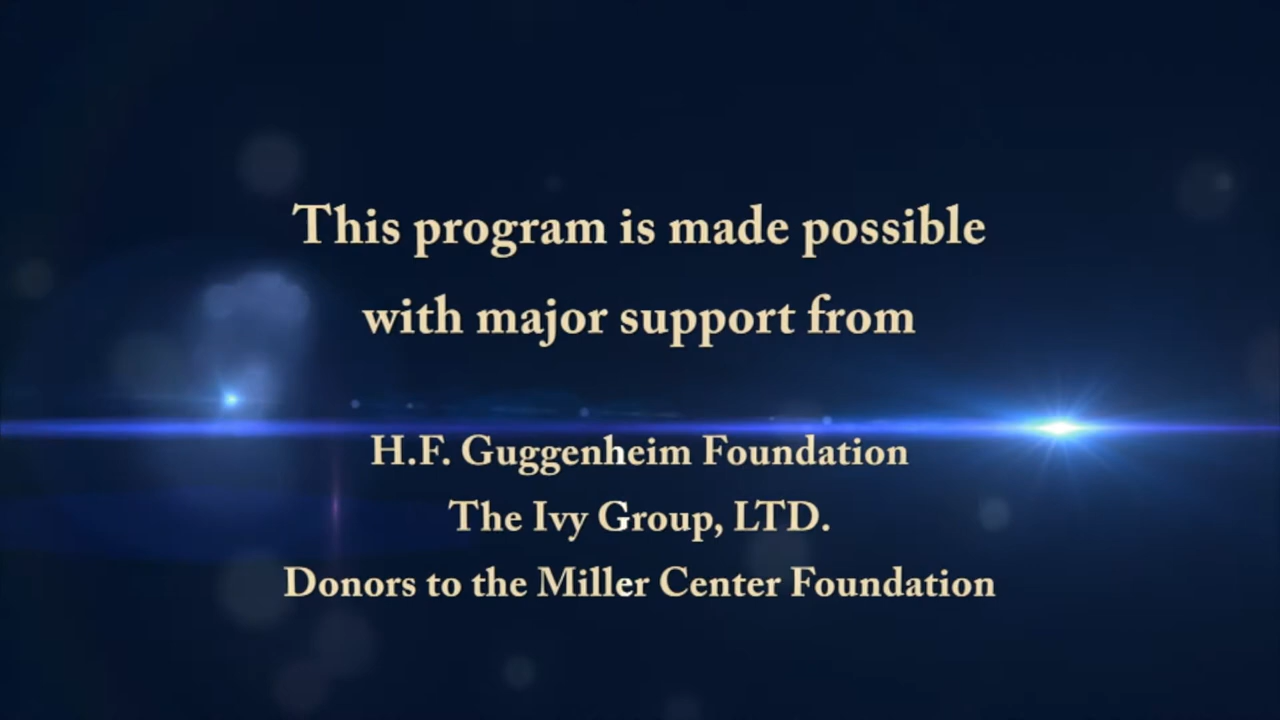 This program is made possible
with major support from
H.F. Guggenheim Foundation
The Ivy Group, LTD.
Donors to the Miller Center Foundation